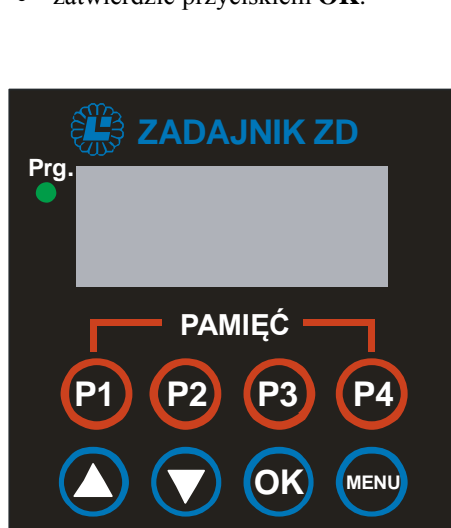 • zatwierdzić przyciskiem OK.
ZADAJNIK ZD
Prg.
PAMIĘĆ
P1 P2 P3 P4
OK MENU